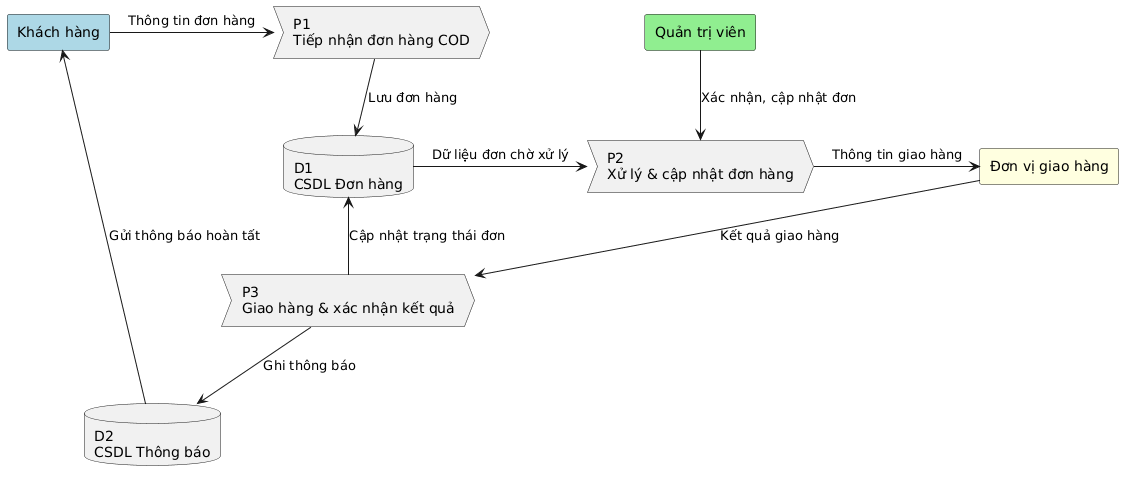 Khách hàng
Thông tin đơn hàng
P1
Tiếp nhận đơn hàng COD
Quản trị viên
Lưu đơn hàng
Xác nhận, cập nhật đơn
D1
CSDL Đơn hàng
Dữ liệu đơn chờ xử lý
P2
Xử lý & cập nhật đơn hàng
Thông tin giao hàng
Đơn vị giao hàng
Gửi thông báo hoàn tất
Cập nhật trạng thái đơn
Kết quả giao hàng
P3
Giao hàng & xác nhận kết quả
Ghi thông báo
D2
CSDL Thông báo